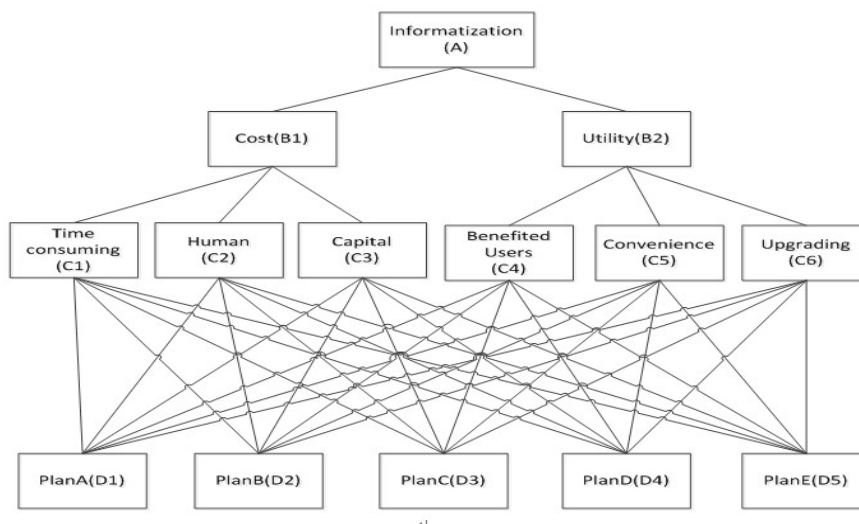 Informatization
(A)
Cost(B1)
Utility(B2)
Time
consuming
(C1)
Human
(C2)
Capital
(C3)
Benefited
Users
(C4)
Convenience
(C5)
Upgrading
(C6)
PlanA(D1)
PlanB(D2)
PlanC(D3)
PlanD(D4)
PlanE(D5)